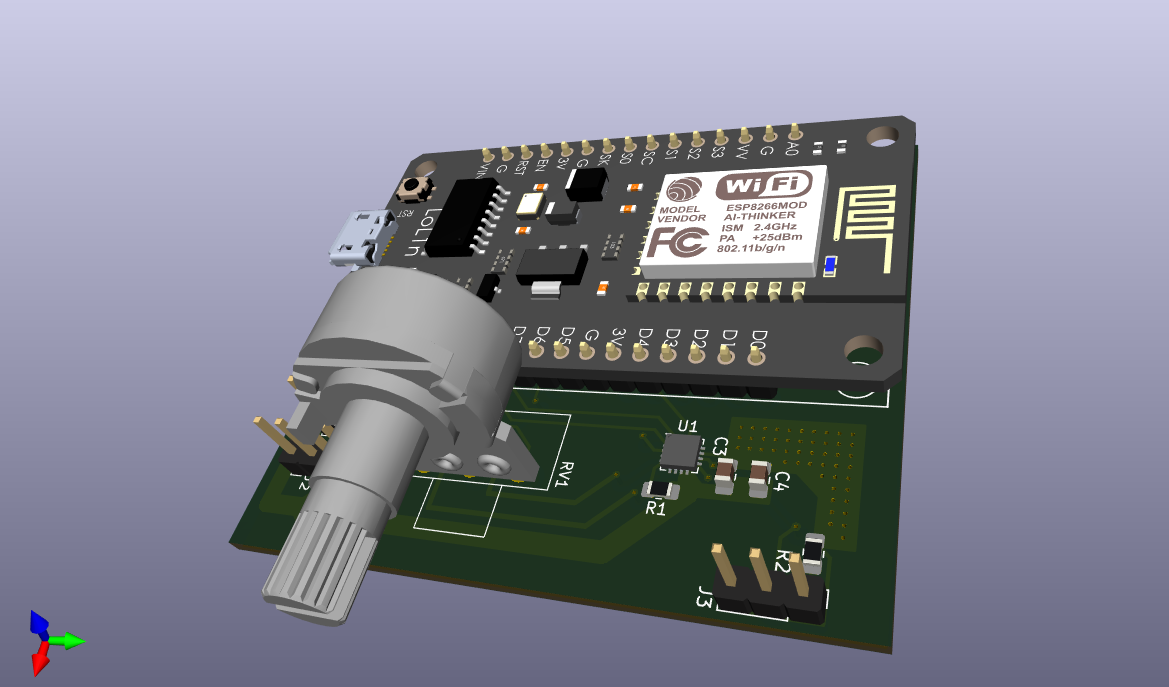 VIN
G
RST
EN
3V
G
SK
S0
SC
S1
S2
S3
VV
G
A0
RST
LoLin
WiFi
MODEL
VENDOR
ESP8266MOD
AI-THINKER
ISM 2.4GHz
PA +25dBm
802.11b/g/n
FC
D6
D5
G
3V
D4
D3
D2
D1
D0
U1
C3
C4
RV1
R1
R2
J3